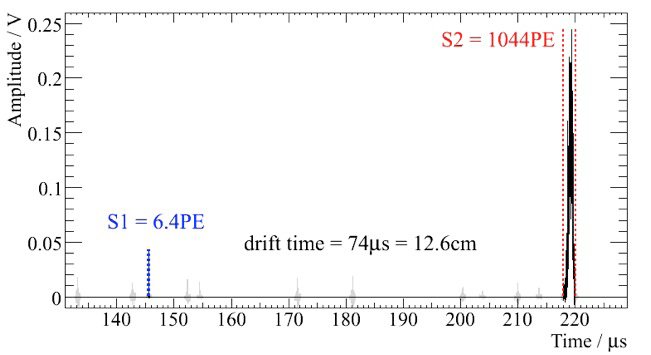 Amplitude / V
0.25
0.2
0.15
0.1
0.05
0
S2 = 1044PE
S1 = 6.4PE
drift time = 74μs = 12.6cm
140 150 160 170 180 190 200 210 220
Time / μs